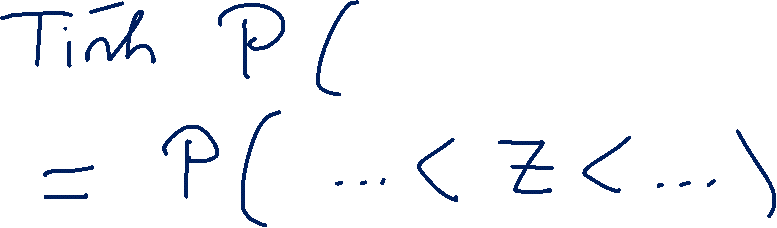 Tính P(
= P( ... < Z < ... )